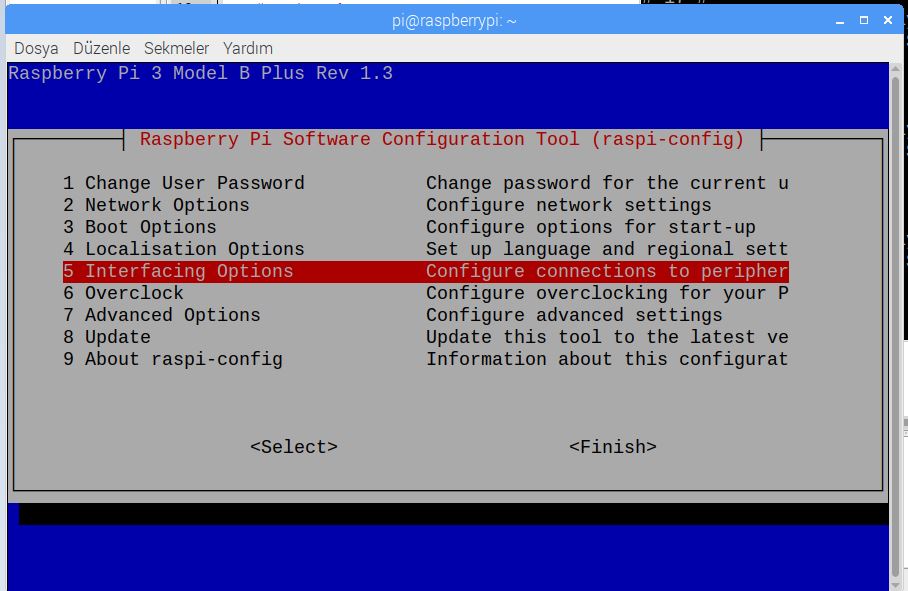 pi@raspberrypi: ~
Dosya Düzenle Sekmeler Yardım
Raspberry Pi 3 Model B Plus Rev 1.3
Raspberry Pi Software Configuration Tool (raspi-config)
1 Change User Password Change password for the current u
2 Network Options Configure network settings
3 Boot Options Configure options for start-up
4 Localisation Options Set up language and regional sett
5 Interfacing Options Configure connections to peripher
6 Overclock Configure overclocking for your P
7 Advanced Options Configure advanced settings
8 Update Update this tool to the latest ve
9 About raspi-config Information about this configurat
<Select> <Finish>